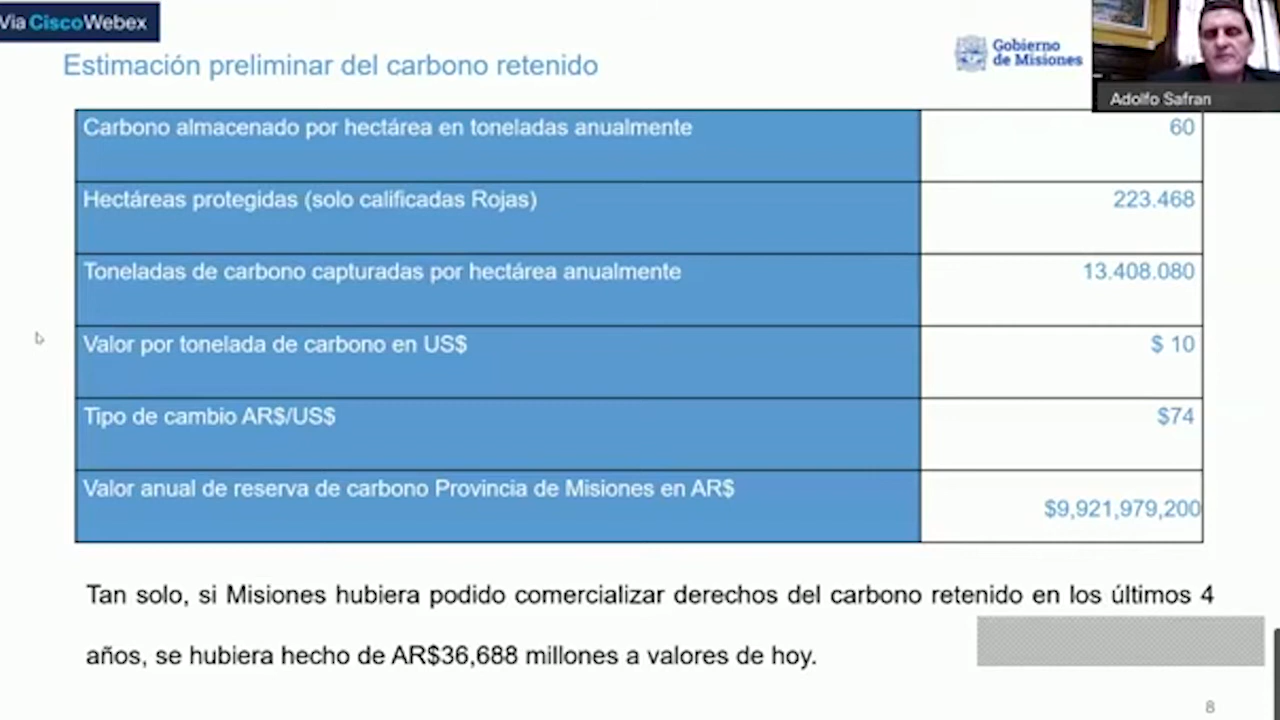 Vía CiscoWebex
Estimación preliminar del carbono retenido
Gobierno
de Misiones
Adolfo Safran
Carbono almacenado por hectárea en toneladas anualmente 60
Hectáreas protegidas (solo calificadas Rojas) 223.468
Toneladas de carbono capturadas por hectárea anualmente 13.408.080
Valor por tonelada de carbono en US$ $ 10
Tipo de cambio AR$/US$ $74
Valor anual de reserva de carbono Provincia de Misiones en AR$ $9,921,979,200
Tan solo, si Misiones hubiera podido comercializar derechos del carbono retenido en los últimos 4
años, se hubiera hecho de AR$36,688 millones a valores de hoy.
8